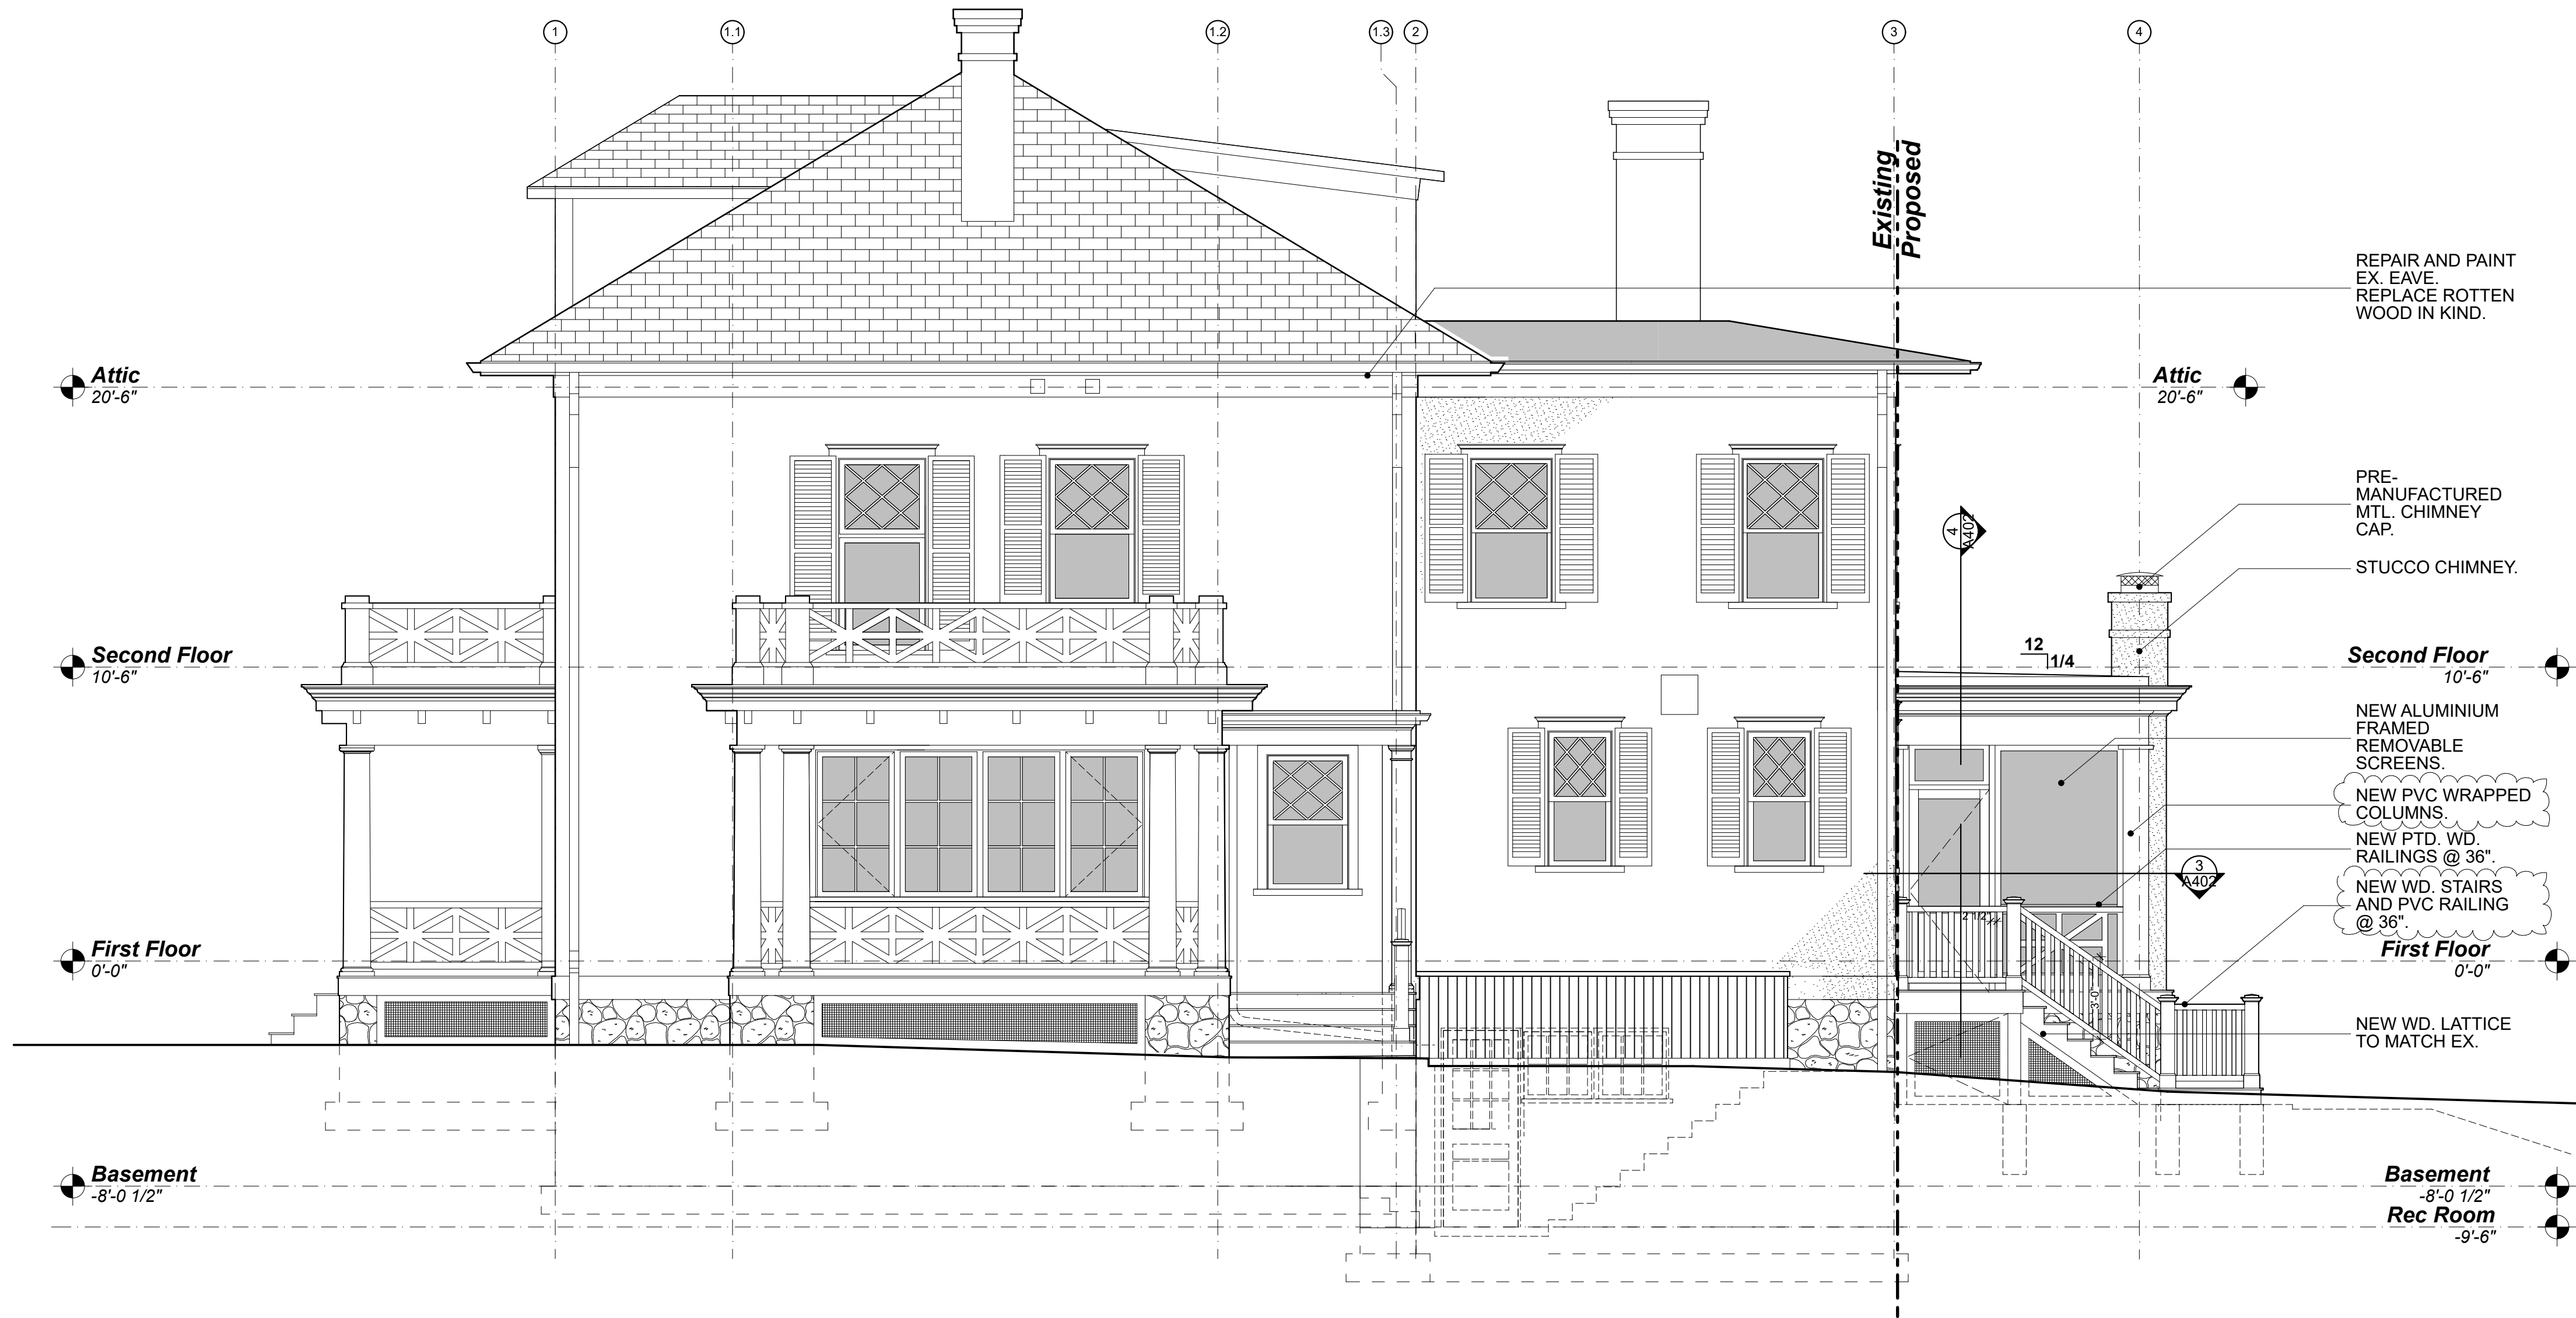 1
1.1
1.2
1.3
2
3
4
Existing
Proposed
REPAIR AND PAINT
EX. EAVE.
REPLACE ROTTEN
WOOD IN KIND.
Attic
20'-6"
Attic
20'-6"
PRE-
MANUFACTURED
MTL. CHIMNEY
CAP.
4
A402
STUCCO CHIMNEY.
Second Floor
10'-6"
12
1/4
Second Floor
10'-6"
NEW ALUMINIUM
FRAMED
REMOVABLE
SCREENS.
NEW PVC WRAPPED
COLUMNS.
NEW PTD. WD.
RAILINGS @ 36".
3
A402
NEW WD. STAIRS
AND PVC RAILING
@ 36".
2 1/2"
First Floor
0'-0"
First Floor
0'-0"
3'-0"
NEW WD. LATTICE
TO MATCH EX.
Basement
-8'-0 1/2"
Basement
-8'-0 1/2"
Rec Room
-9'-6"